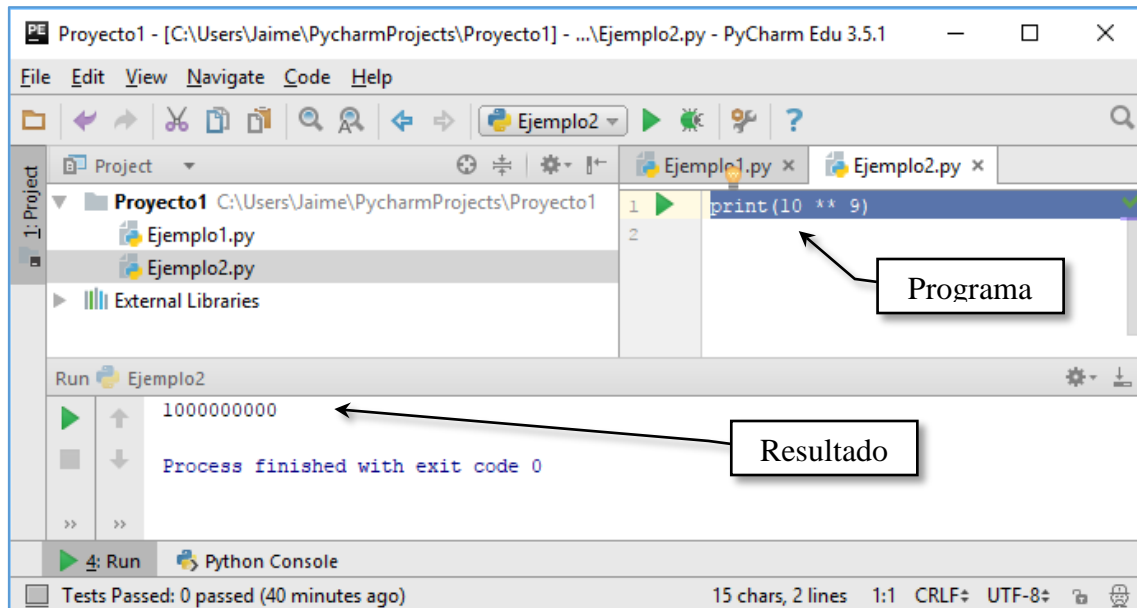 PE Proyecto1 - [C:\Users\Jaime\PycharmProjects\Proyecto1] - ...\Ejemplo2.py - PyCharm Edu 3.5.1
File Edit View Navigate Code Help
Ejemplo2
1: Project
Project
Ejemplo1.py × Ejemplo2.py ×
Proyecto1 C:\Users\Jaime\PycharmProjects\Proyecto1
Ejemplo1.py
Ejemplo2.py
External Libraries
1 print(10 ** 9)
2
Programa
Run Ejemplo2
1000000000
Resultado
Process finished with exit code 0
4: Run Python Console
Tests Passed: 0 passed (40 minutes ago) 15 chars, 2 lines 1:1 CRLF UTF-8